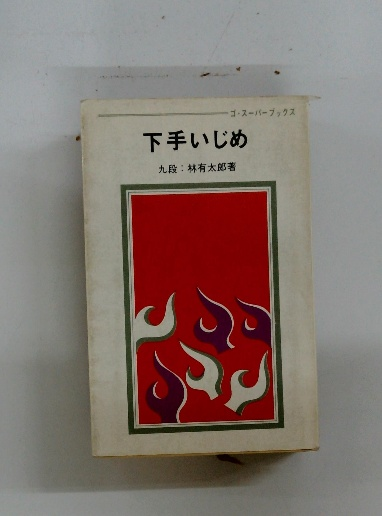 ゴ・スーパーブックス
下手いじめ
九段：林有太郎著